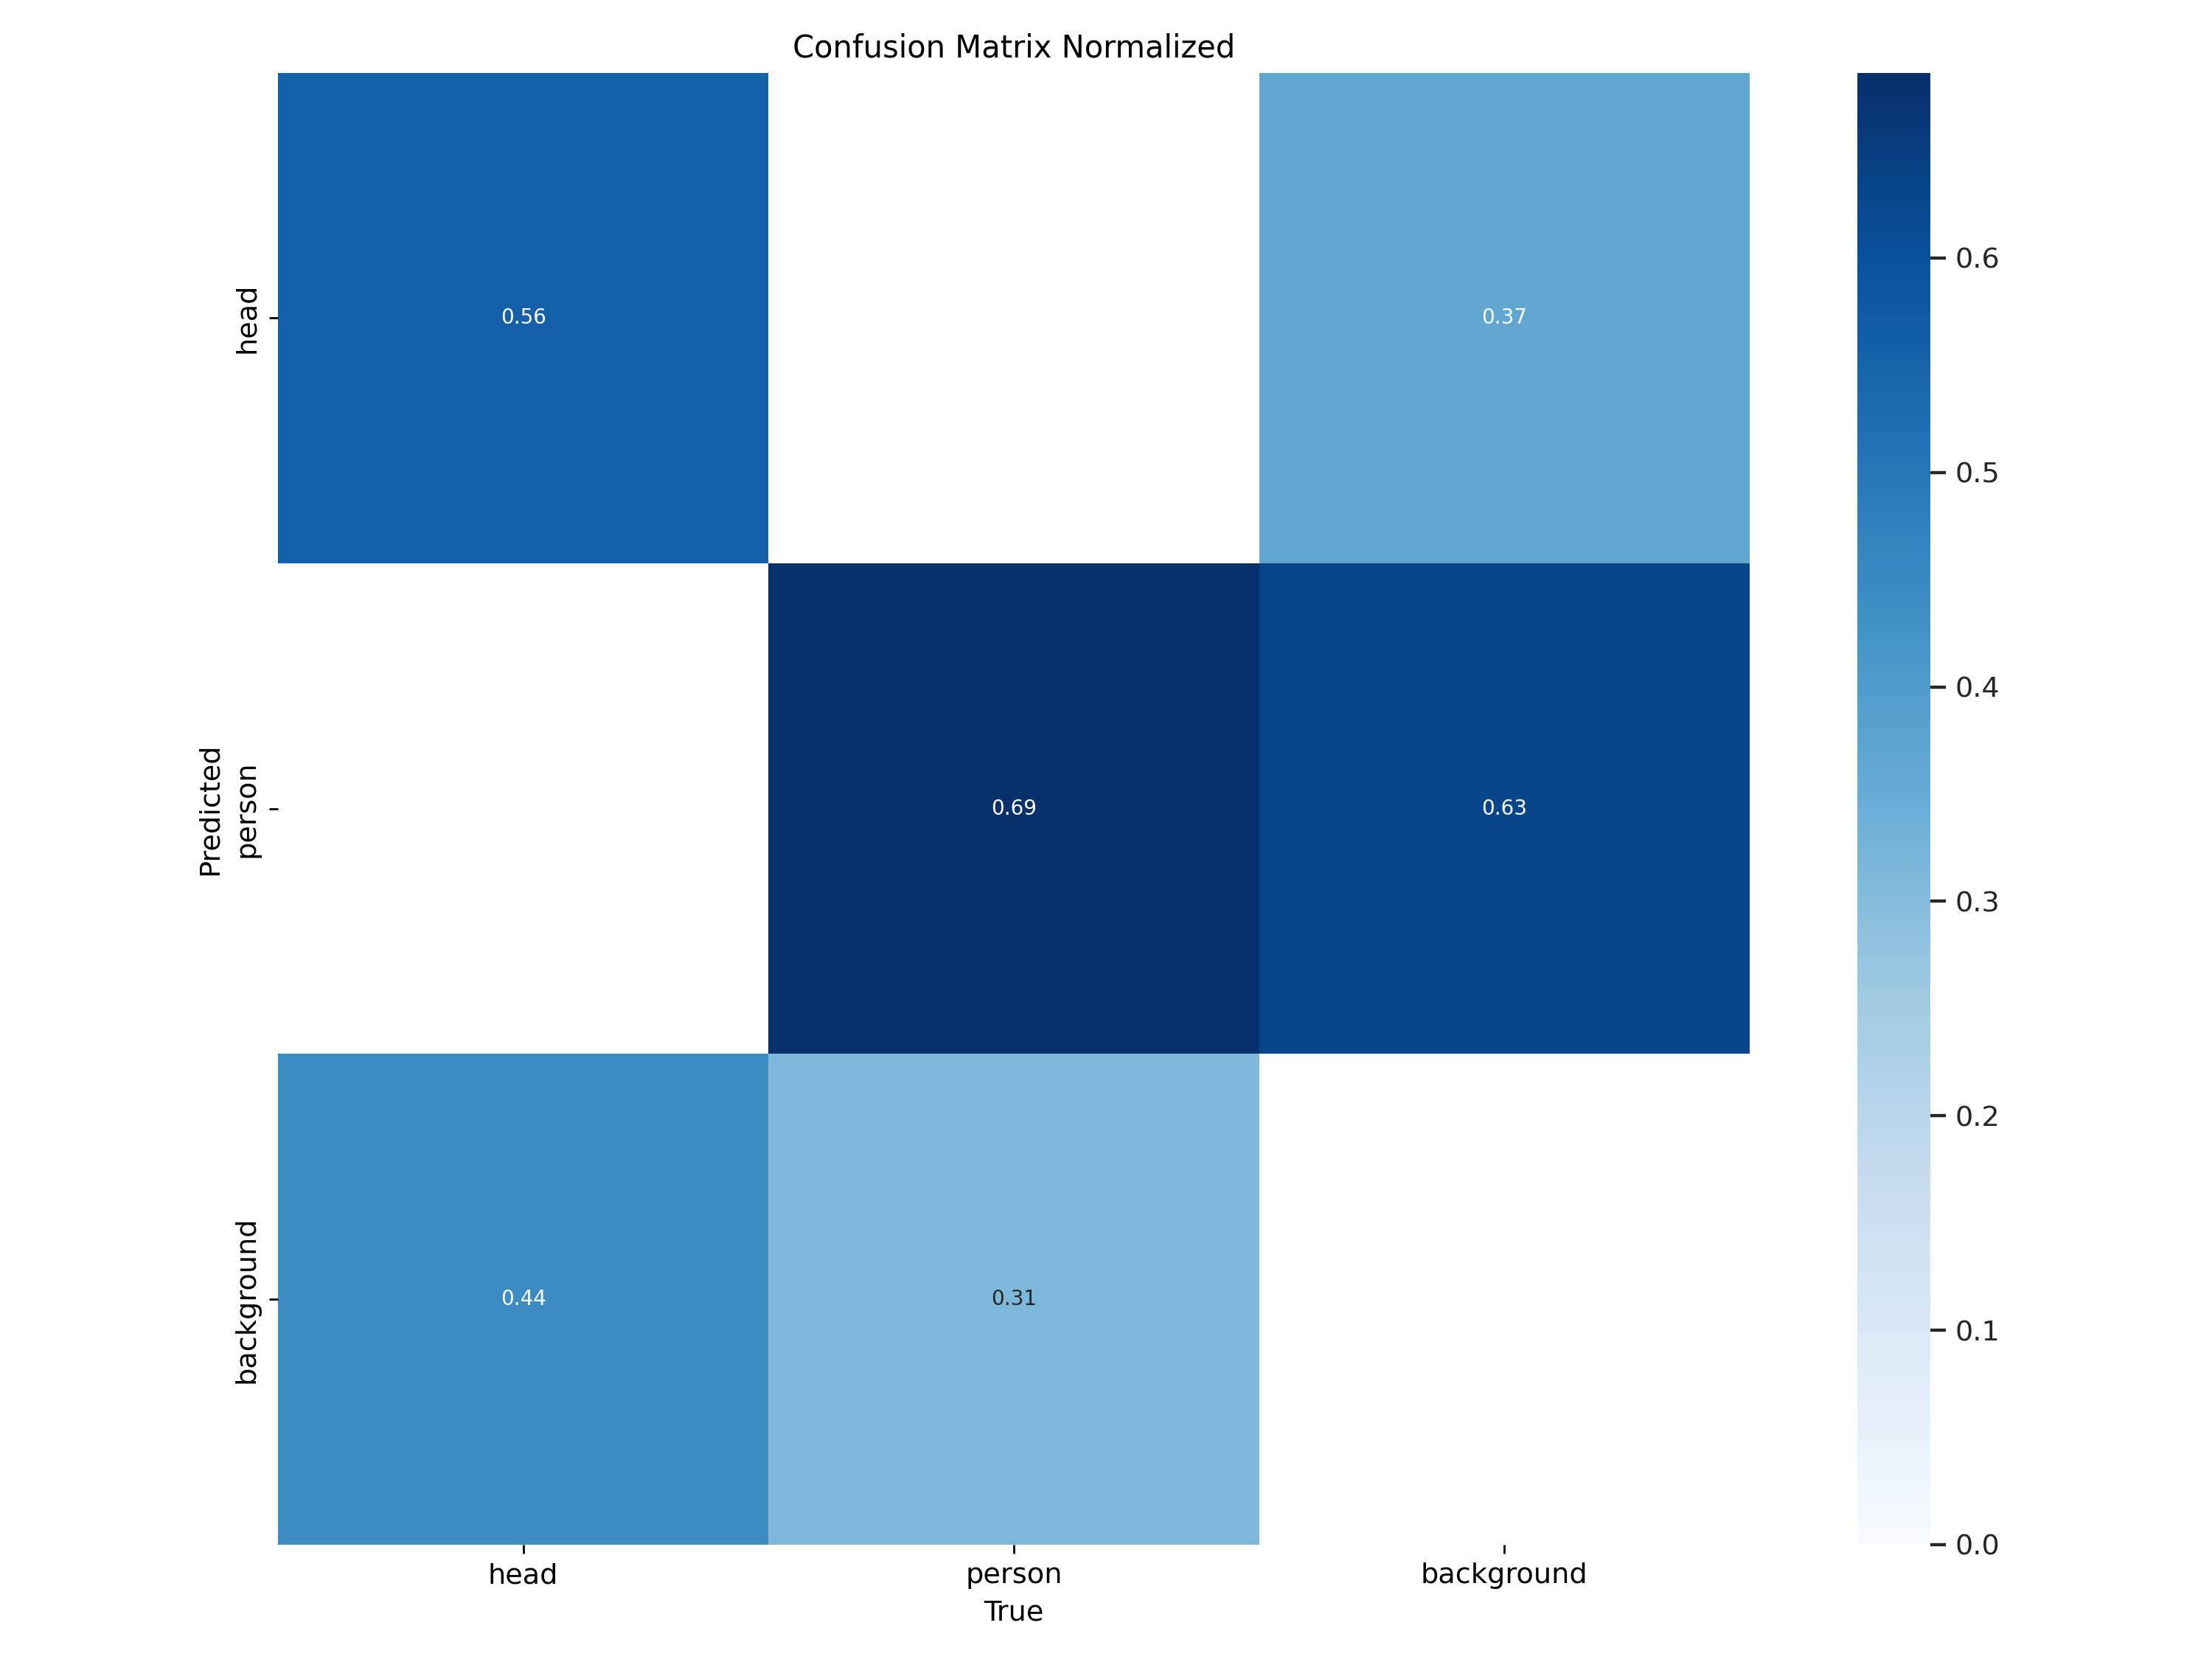 Confusion Matrix Normalized
head
person
background
Predicted
0.56
0.37
0.69
0.63
0.44
0.31
head
person
background
True
0.6
0.5
0.4
0.3
0.2
0.1
0.0